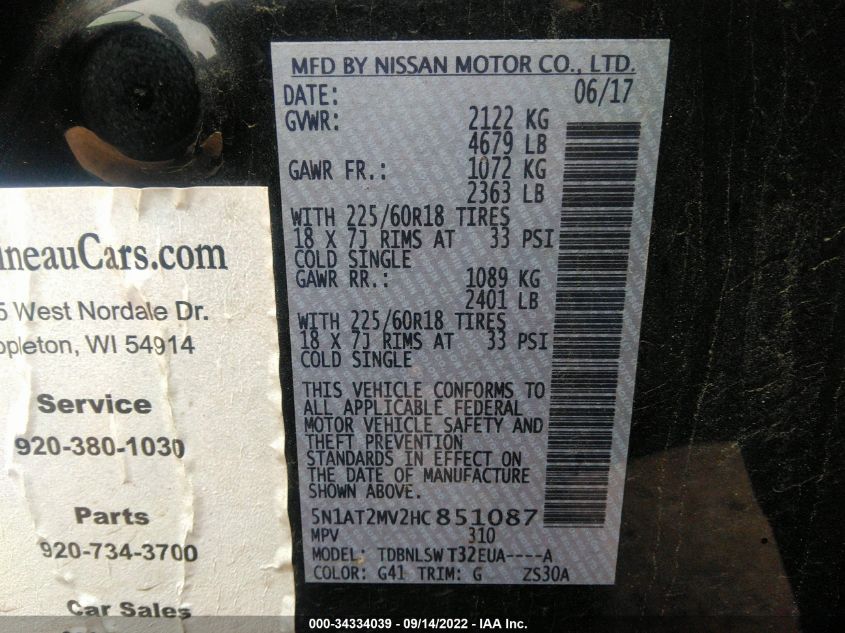 MFD BY NISSAN MOTOR CO., LTD.
DATE: 06/17
GVWR: 2122 KG
4679 LB
GAWR FR.: 1072 KG
2363 LB
WITH 225/60R18 TIRES
18 X 7J RIMS AT 33 PSI
COLD SINGLE
GAWR RR.: 1089 KG
2401 LB
WITH 225/60R18 TIRES
18 X 7J RIMS AT 33 PSI
COLD SINGLE
THIS VEHICLE CONFORMS TO
ALL APPLICABLE FEDERAL
MOTOR VEHICLE SAFETY AND
THEFT PREVENTION
STANDARDS IN EFFECT ON
THE DATE OF MANUFACTURE
SHOWN ABOVE.
5N1AT2MV2HC851087
MPV 310
MODEL: TDBNLSW T32EUA----A
COLOR: G41 TRIM: G ZS30A
neauCars.com
5 West Nordale Dr.
ppleton, WI 54914
Service
920-380-1030
Parts
920-734-3700
Car Sales
000-34334039 - 09/14/2022 - IAA Inc.